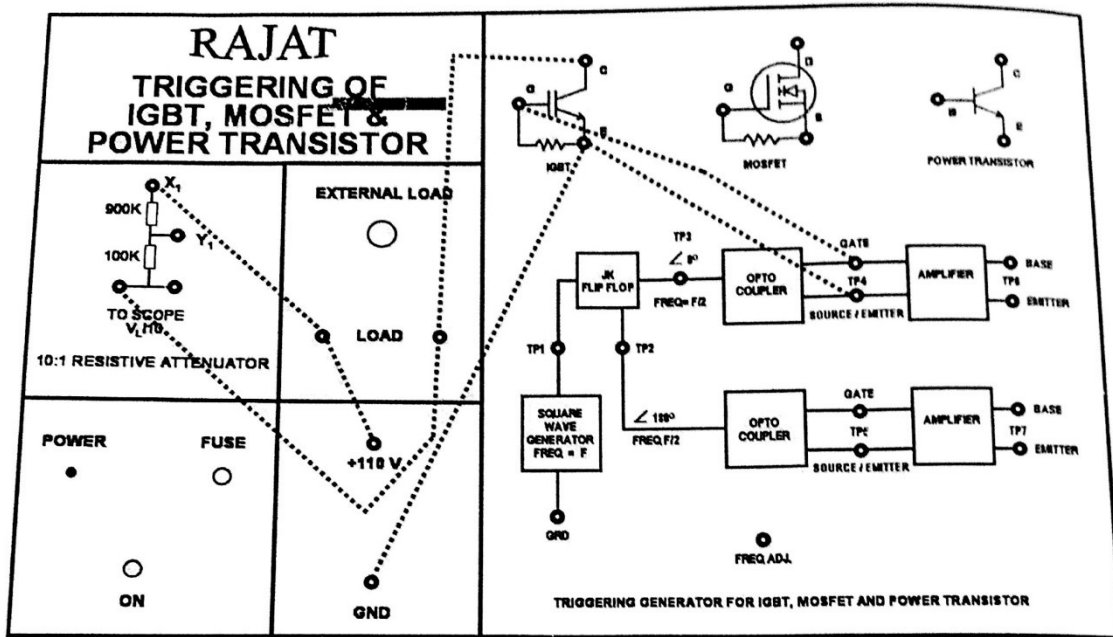 RAJAT
TRIGGERING OF
IGBT, MOSFET &
POWER TRANSISTOR
X1
900K
Y1
100K
TO SCOPE
10:1 RESISTIVE ATTENUATOR
EXTERNAL LOAD
LOAD
POWER
FUSE
ON
+110 V
GND
G
IGBT
G
D
MOSFET
C
B
E
POWER TRANSISTOR
JK
FLIP FLOP
TP3
FREQ= F/2
OPTO
COUPLER
GATE
TP4
SOURCE / EMITTER
AMPLIFIER
BASE
TP6
EMITTER
TP1
TP2
SQUARE
WAVE
GENERATOR
FREQ = F
GRD
FREQ F/2
OPTO
COUPLER
GATE
TP5
SOURCE / EMITTER
AMPLIFIER
BASE
TP7
EMITTER
FREQ ADJ.
TRIGGERING GENERATOR FOR IGBT, MOSFET AND POWER TRANSISTOR